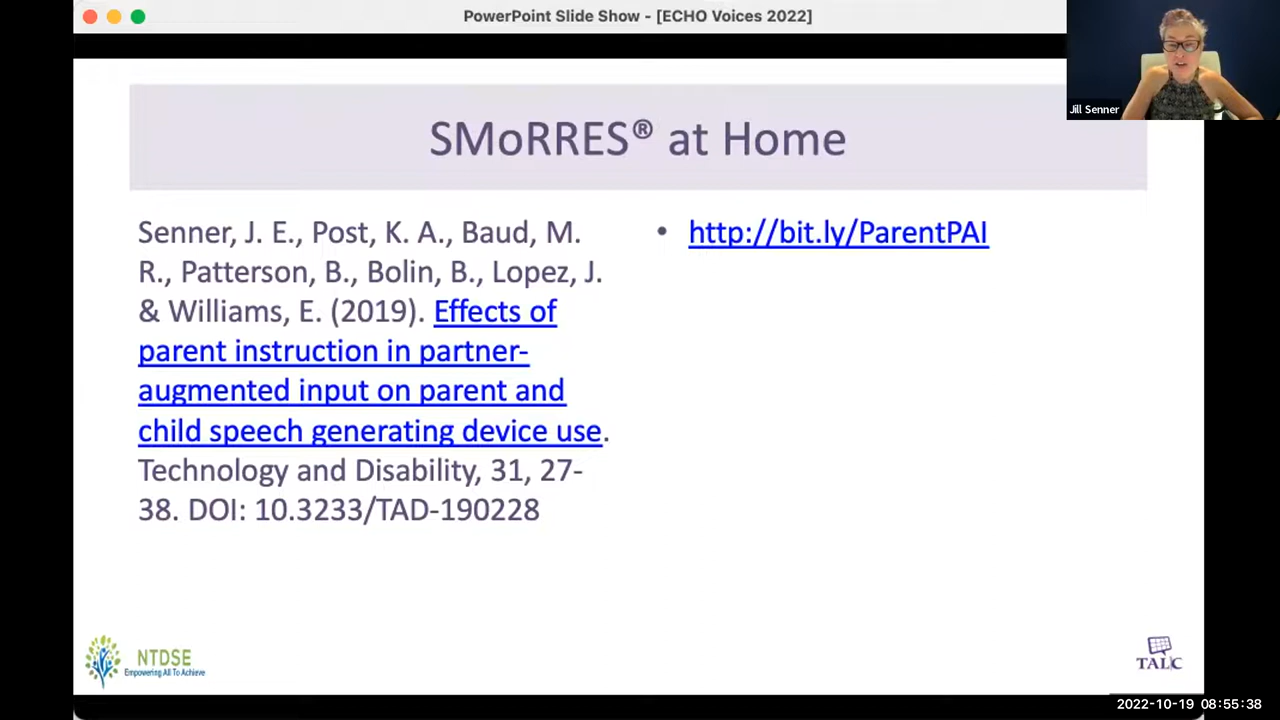 PowerPoint Slide Show - [ECHO Voices 2022]
Jill Senner
SMoRRES® at Home
Senner, J. E., Post, K. A., Baud, M.
R., Patterson, B., Bolin, B., Lopez, J.
& Williams, E. (2019). Effects of
parent instruction in partner-
augmented input on parent and
child speech generating device use.
Technology and Disability, 31, 27-
38. DOI: 10.3233/TAD-190228
• http://bit.ly/ParentPAI
NTDSE
Empowering All To Achieve
TALC
2022-10-19 08:55:38